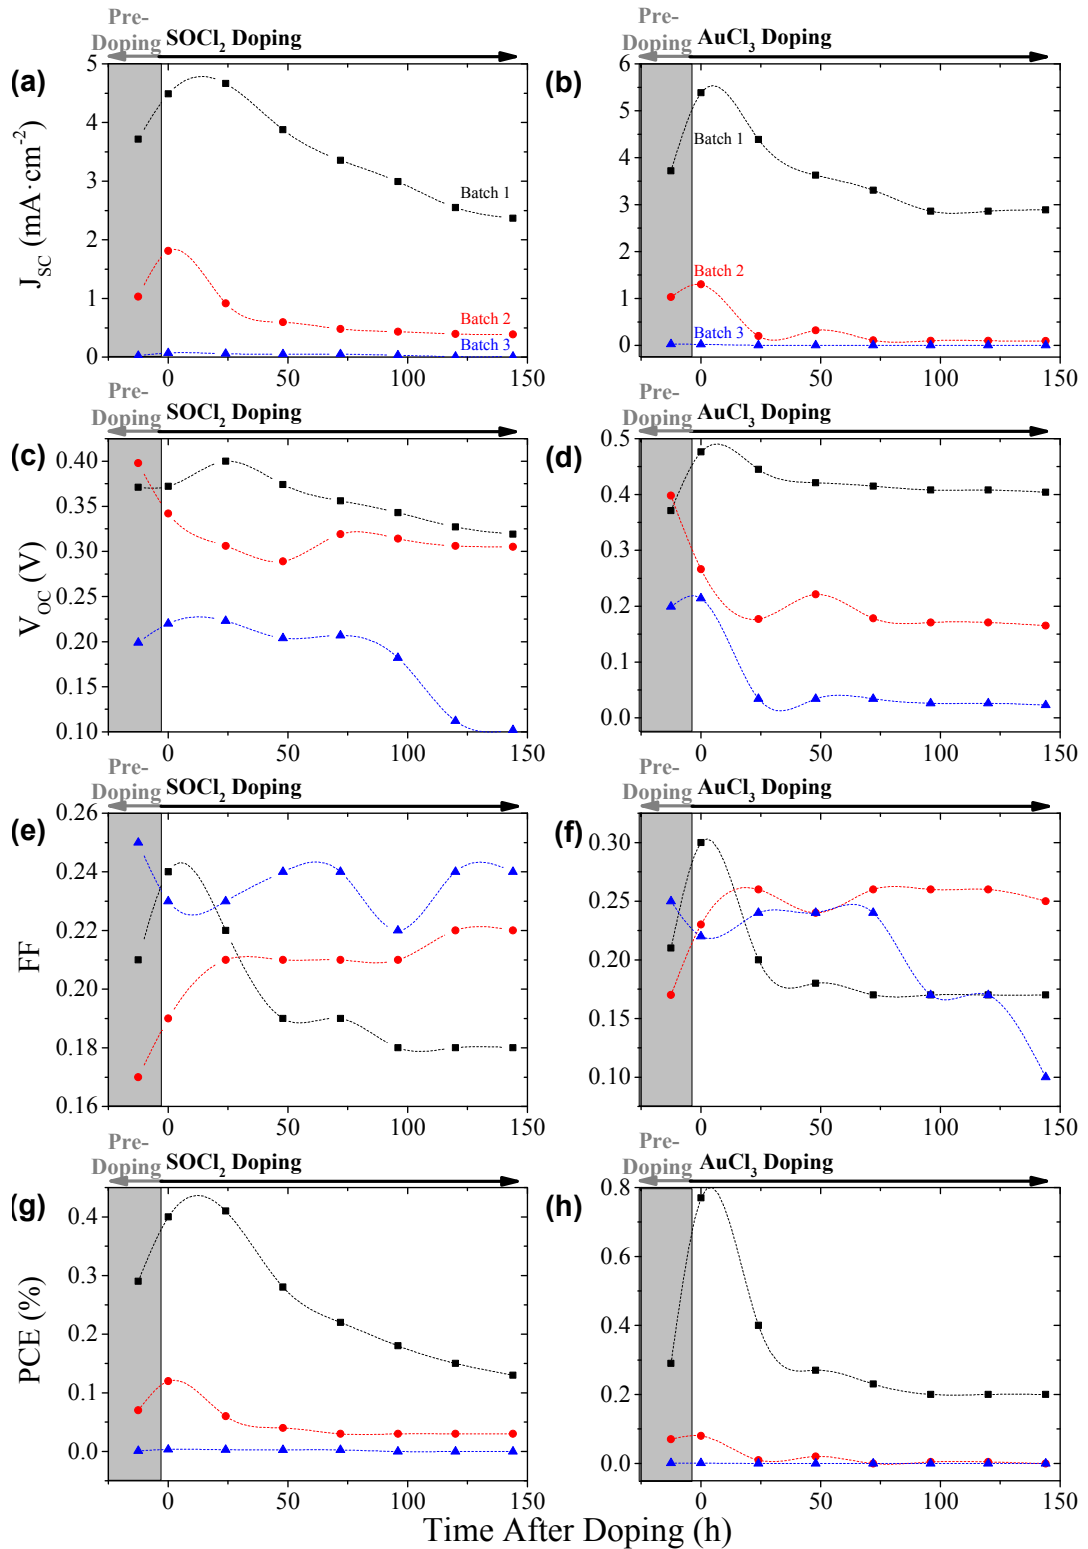 Pre-
Doping
SOCl2 Doping
(a)
JSC (mA·cm-2)
5
4
3
2
1
0
Batch 1
Batch 2
Batch 3
0 50 100 150
Pre-
Doping
AuCl3 Doping
(b)
6
5
4
3
2
1
0
Batch 1
Batch 2
Batch 3
0 50 100 150
Pre-
Doping
SOCl2 Doping
(c)
VOC (V)
0.40
0.35
0.30
0.25
0.20
0.15
0.10
0 50 100 150
Pre-
Doping
AuCl3 Doping
(d)
0.5
0.4
0.3
0.2
0.1
0.0
0 50 100 150
Pre-
Doping
SOCl2 Doping
(e)
FF
0.26
0.24
0.22
0.20
0.18
0.16
0 50 100 150
Pre-
Doping
AuCl3 Doping
(f)
0.30
0.25
0.20
0.15
0.10
0 50 100 150
Pre-
Doping
SOCl2 Doping
(g)
PCE (%)
0.4
0.3
0.2
0.1
0.0
0 50 100 150
Pre-
Doping
AuCl3 Doping
(h)
0.8
0.6
0.4
0.2
0.0
0 50 100 150
Time After Doping (h)